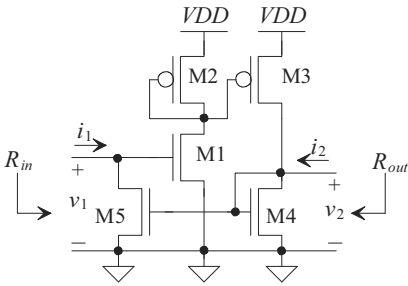 VDD VDD
M2 M3
i1 M1 i2
Rin + + Rout
v1 M5 M4 v2
− −